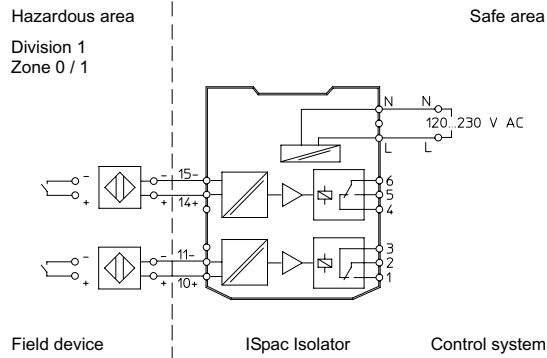 Hazardous area
Safe area
Division 1
Zone 0 / 1
N
N
120...230 V AC
L
L
- - 15-
+ + 14+
6
5
4
- - 11-
+ + 10+
3
2
1
Field device
ISpac Isolator
Control system